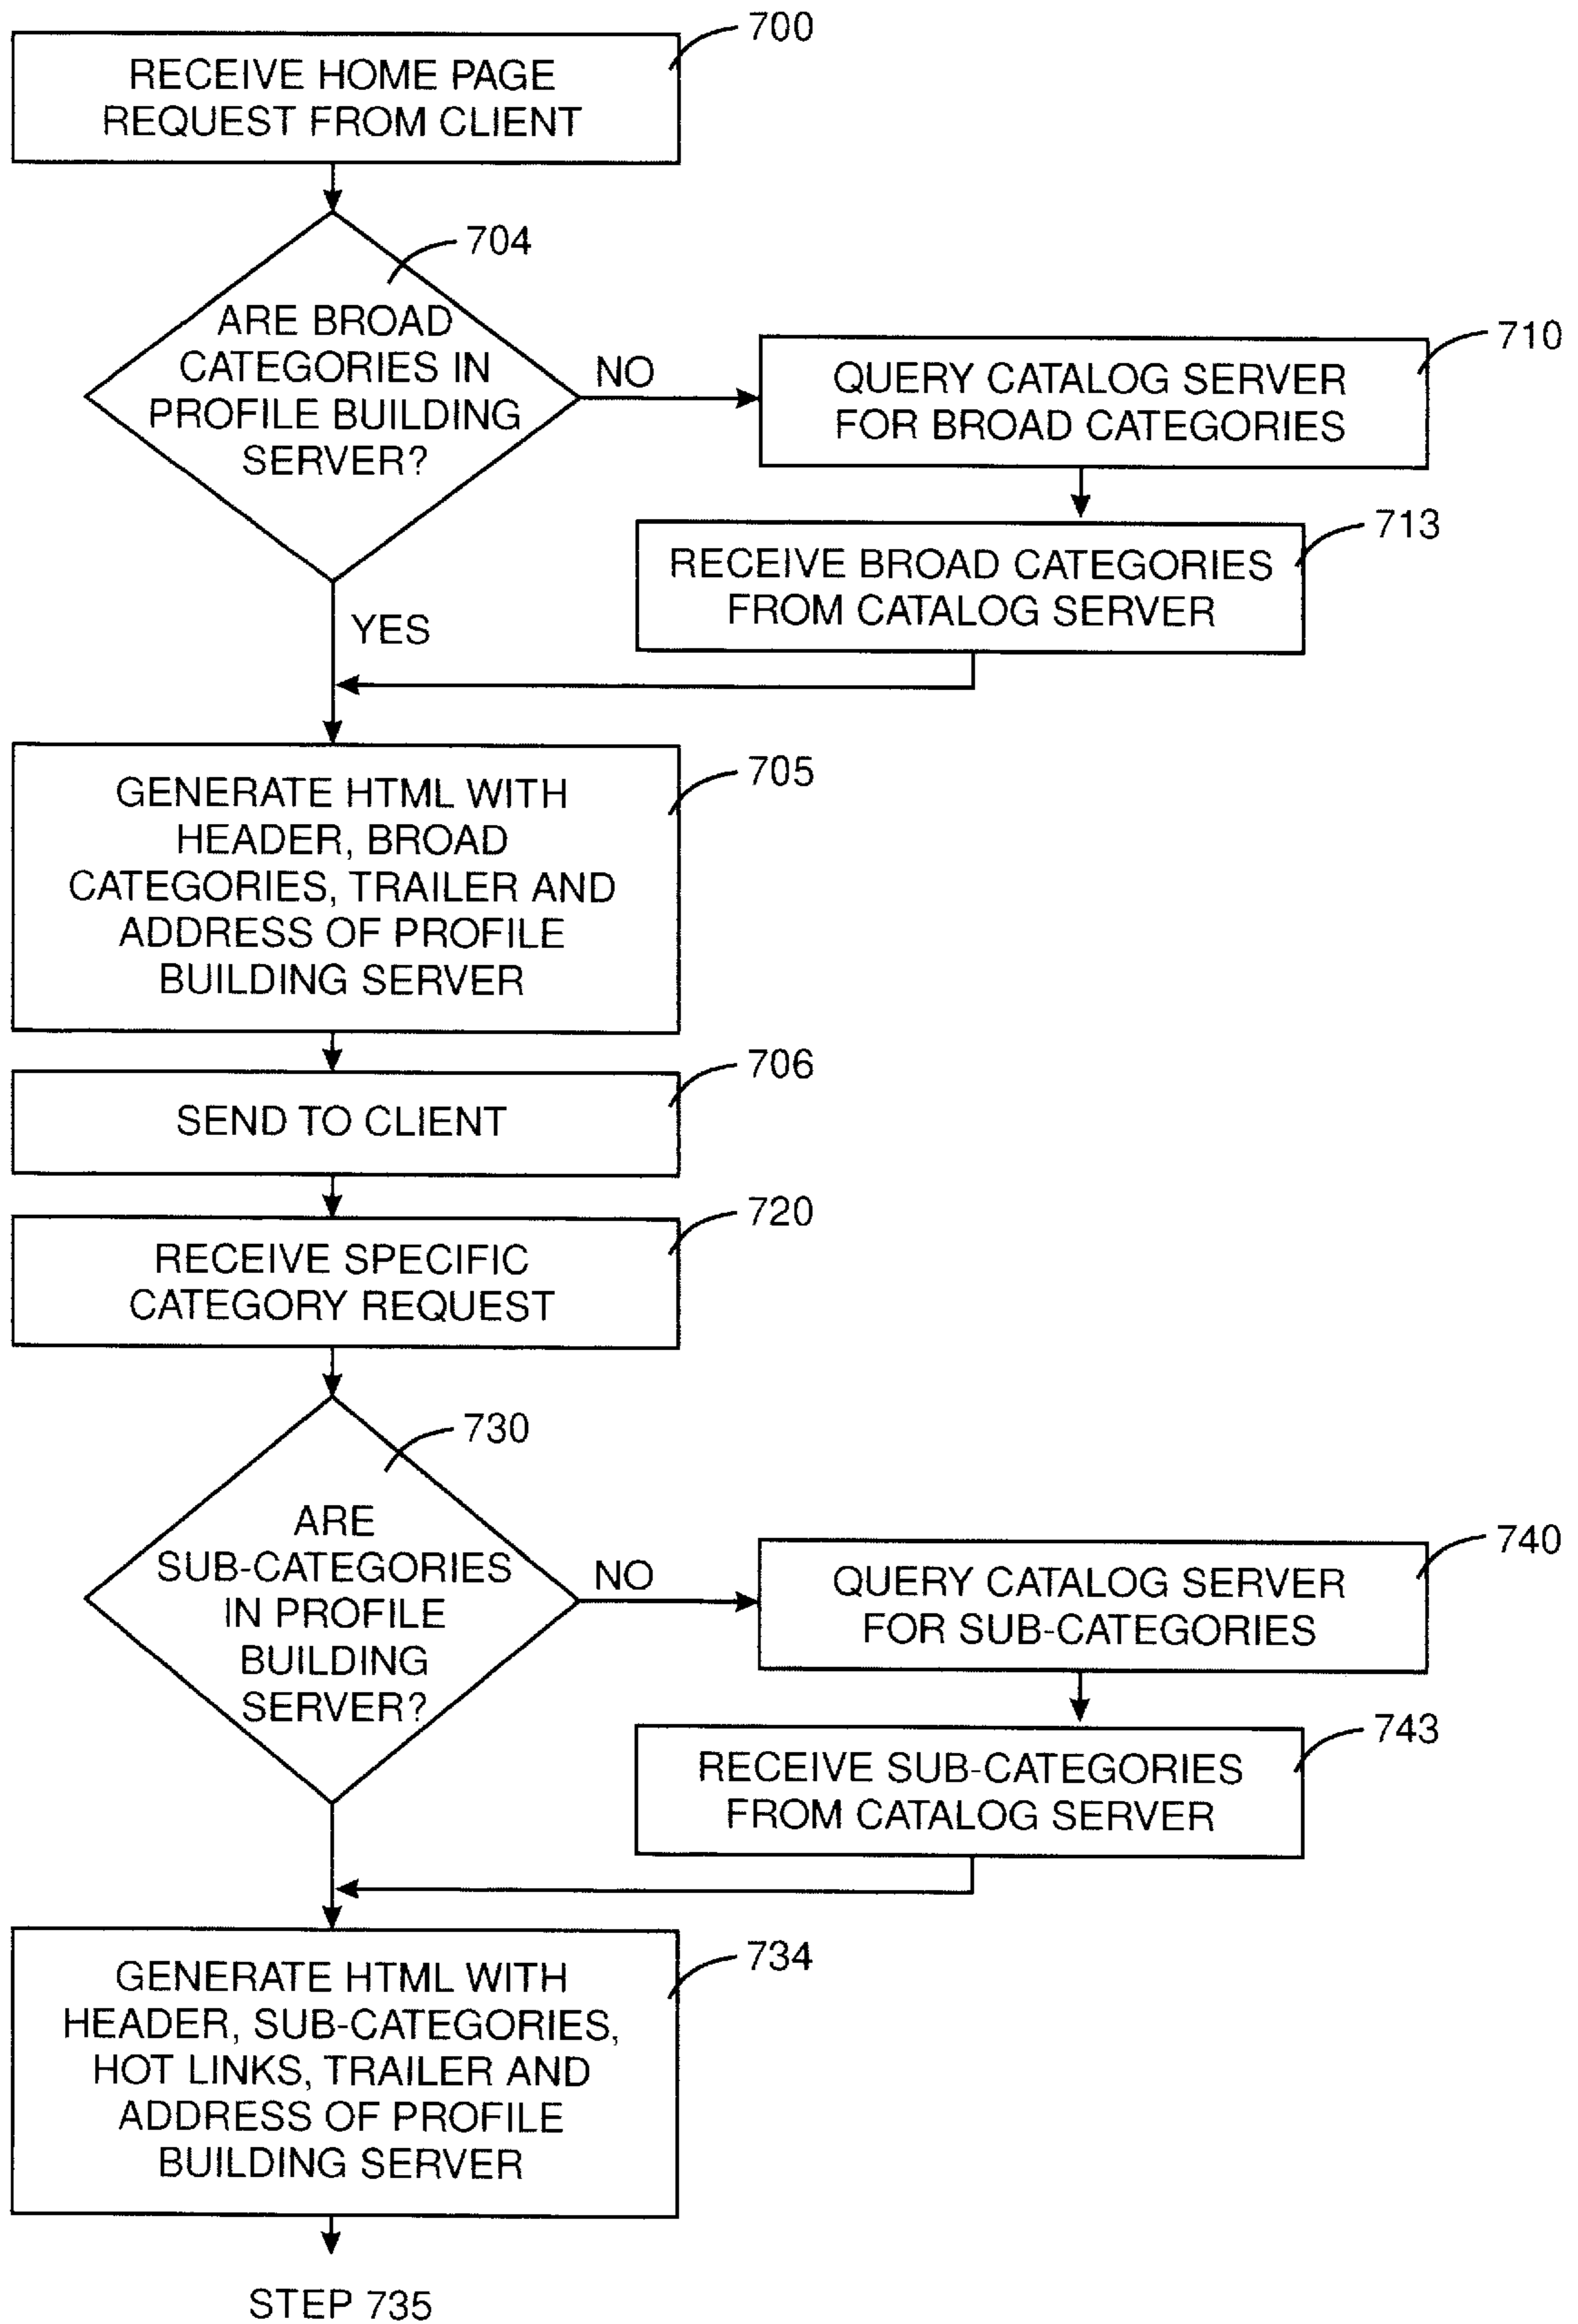 700
RECEIVE HOME PAGE
REQUEST FROM CLIENT
704
ARE BROAD
CATEGORIES IN
PROFILE BUILDING
SERVER?
NO
710
QUERY CATALOG SERVER
FOR BROAD CATEGORIES
713
RECEIVE BROAD CATEGORIES
FROM CATALOG SERVER
YES
705
GENERATE HTML WITH
HEADER, BROAD
CATEGORIES, TRAILER AND
ADDRESS OF PROFILE
BUILDING SERVER
706
SEND TO CLIENT
720
RECEIVE SPECIFIC
CATEGORY REQUEST
730
ARE
SUB-CATEGORIES
IN PROFILE
BUILDING
SERVER?
NO
740
QUERY CATALOG SERVER
FOR SUB-CATEGORIES
743
RECEIVE SUB-CATEGORIES
FROM CATALOG SERVER
734
GENERATE HTML WITH
HEADER, SUB-CATEGORIES,
HOT LINKS, TRAILER AND
ADDRESS OF PROFILE
BUILDING SERVER
STEP 735